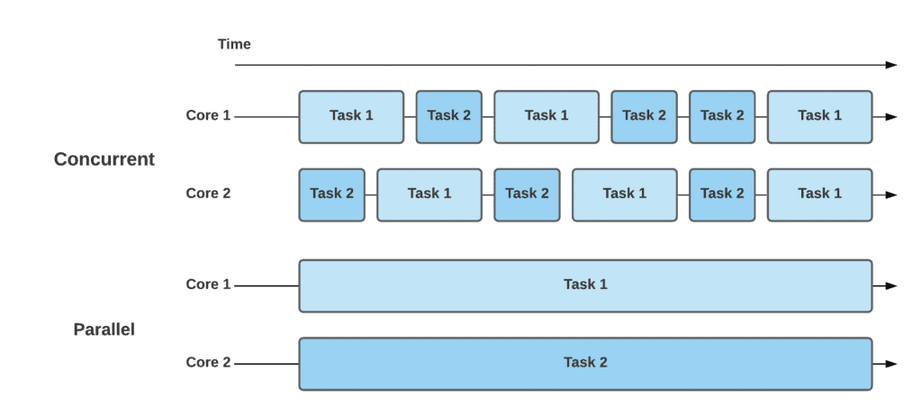 Time
Core 1 Task 1 Task 2 Task 1 Task 2 Task 2 Task 1
Concurrent
Core 2 Task 2 Task 1 Task 2 Task 1 Task 2 Task 1
Core 1 Task 1
Parallel
Core 2 Task 2